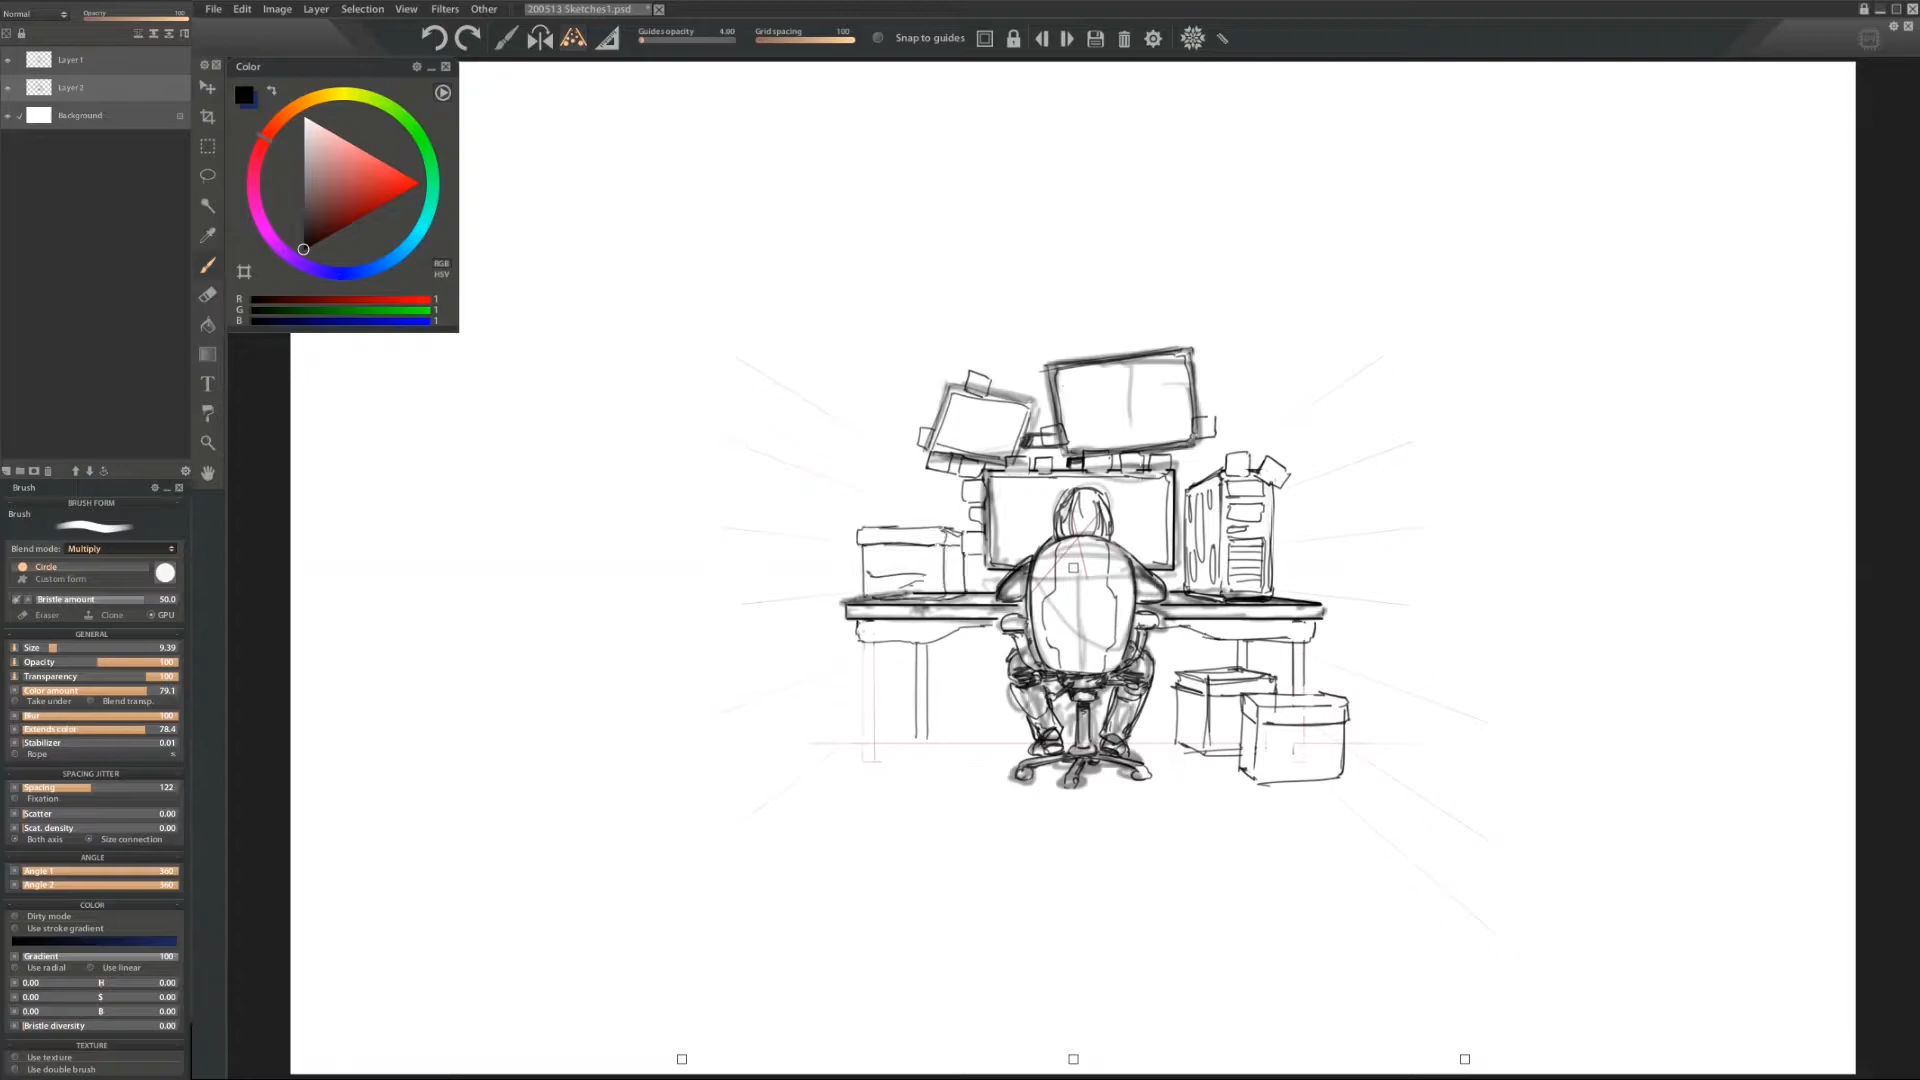 Normal
Opacity 100
File Edit Image Layer Selection View Filters Other
200513 Sketches1.psd *
Guides opacity 4.00
Grid spacing 100
Snap to guides
Layer 1
Layer 2
Background
Color
RGB
HSV
R 1
G 1
B 1
T
Brush
BRUSH FORM
Brush
Blend mode: Multiply
Circle
Custom form
Bristle amount 50.0
Eraser Clone GPU
GENERAL
Size 9.39
Opacity 100
Transparency 100
Color amount 79.1
Take under Blend transp.
Blur 100
Extends color 78.4
Stabilizer 0.01
Rope
SPACING JITTER
Spacing 122
Fixation
Scatter 0.00
Scat. density 0.00
Both axis Size connection
ANGLE
Angle 1 360
Angle 2 360
COLOR
Dirty mode
Use stroke gradient
Gradient 100
Use radial Use linear
0.00 H 0.00
0.00 S 0.00
0.00 B 0.00
Bristle diversity 0.00
TEXTURE
Use texture
Use double brush